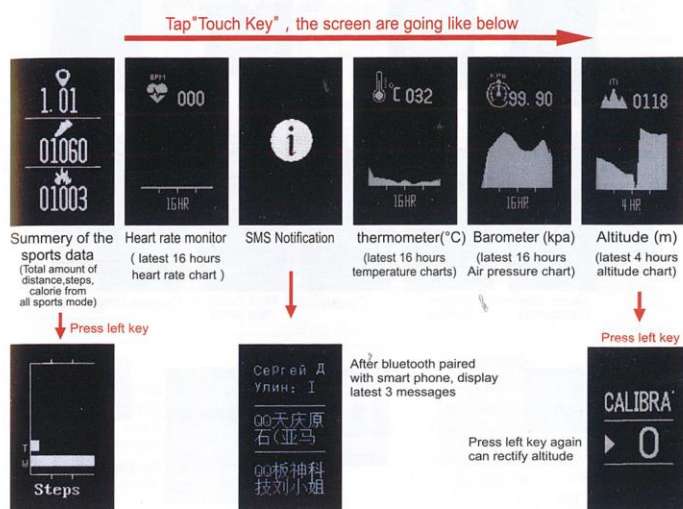 Tap"Touch Key" , the screen are going like below
1.01
01060
01003
BPM
000
16HR
i
°C 032
16HR
KPA
99.90
16HR
m
0118
4 HR
Summery of the
sports data
(Total amount of
distance,steps,
calorie from
all sports mode)
Heart rate monitor
( latest 16 hours
heart rate chart )
SMS Notification
thermometer(°C)
(latest 16 hours
temperature charts)
Barometer (kpa)
(latest 16 hours
Air pressure chart)
Altitude (m)
(latest 4 hours
altitude chart)
Press left key
Press left key
T
W
Steps
Сергей Д
Улин: I
QQ天庆原
石(亚马
QQ板神科
技刘小姐
After bluetooth paired
with smart phone, display
latest 3 messages
Press left key again
can rectify altitude
CALIBRA
0